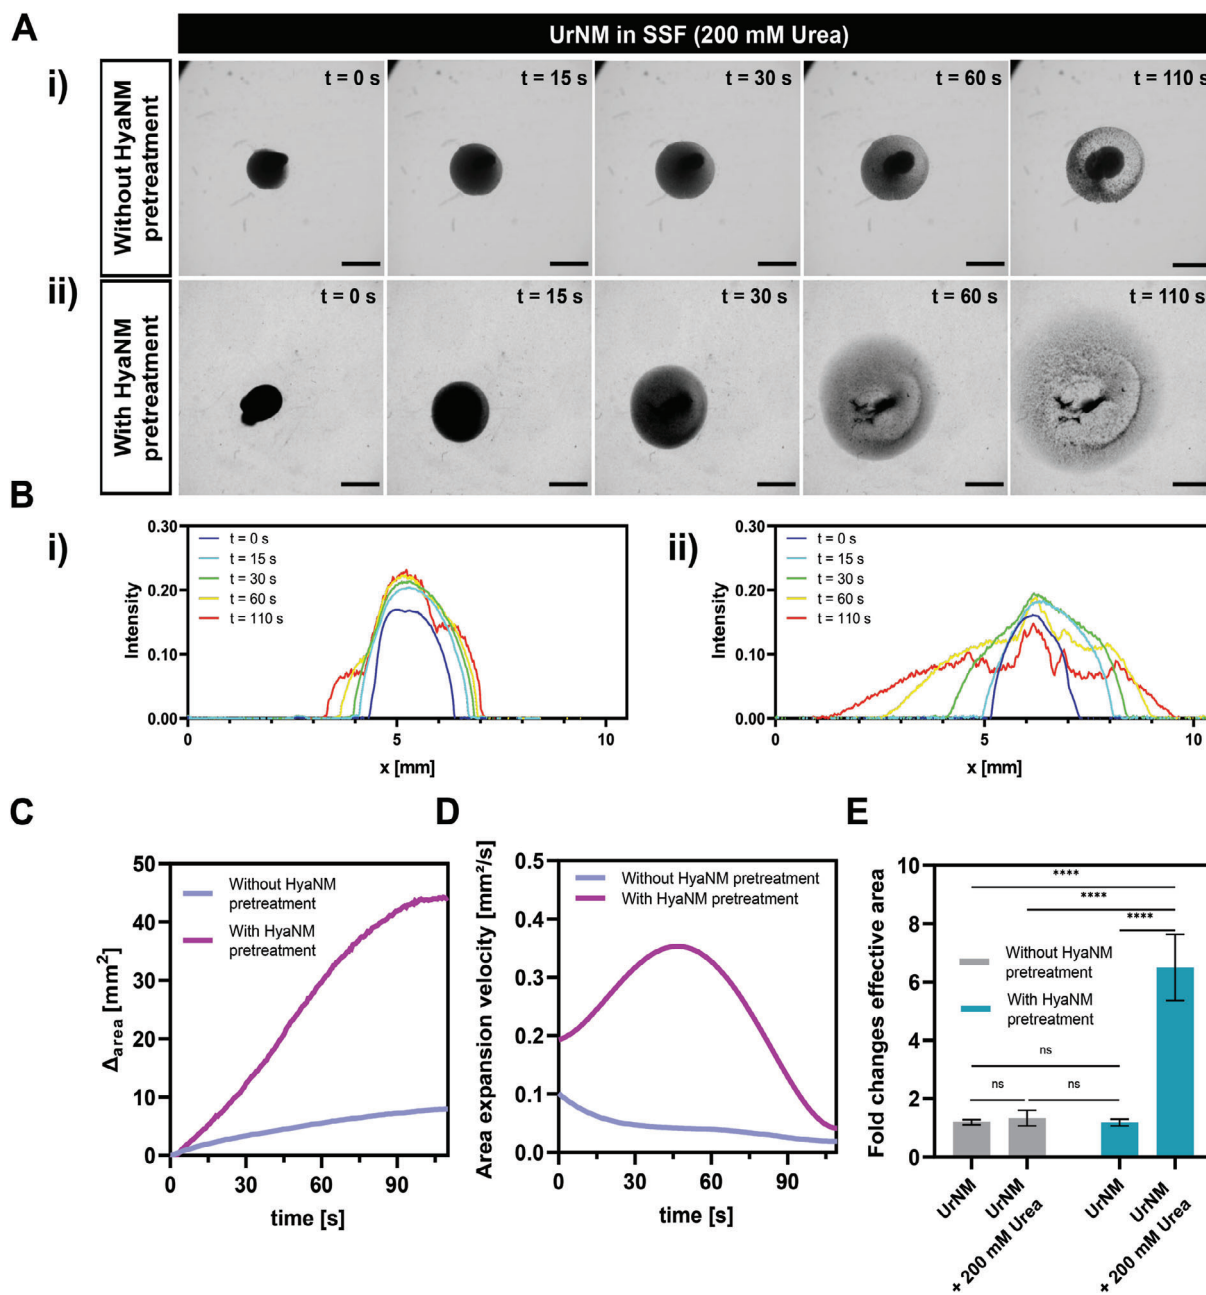 A
UrNM in SSF (200 mM Urea)
i)
Without HyaNM
pretreatment
t = 0 s
t = 15 s
t = 30 s
t = 60 s
t = 110 s
ii)
With HyaNM
pretreatment
t = 0 s
t = 15 s
t = 30 s
t = 60 s
t = 110 s
B
i)
Intensity
0.30
0.20
0.10
0.00
t = 0 s
t = 15 s
t = 30 s
t = 60 s
t = 110 s
0
5
10
x [mm]
ii)
Intensity
0.30
0.20
0.10
0.00
t = 0 s
t = 15 s
t = 30 s
t = 60 s
t = 110 s
0
5
10
x [mm]
C
Δarea [mm²]
50
40
30
20
10
0
Without HyaNM
pretreatment
With HyaNM
pretreatment
0
30
60
90
time [s]
D
Area expansion velocity [mm²/s]
0.5
0.4
0.3
0.2
0.1
0.0
Without HyaNM pretreatment
With HyaNM pretreatment
0
30
60
90
time [s]
E
Fold changes effective area
10
8
6
4
2
0
****
****
****
Without HyaNM
pretreatment
With HyaNM
pretreatment
ns
ns
ns
UrNM
UrNM
+ 200 mM Urea
UrNM
UrNM
+ 200 mM Urea